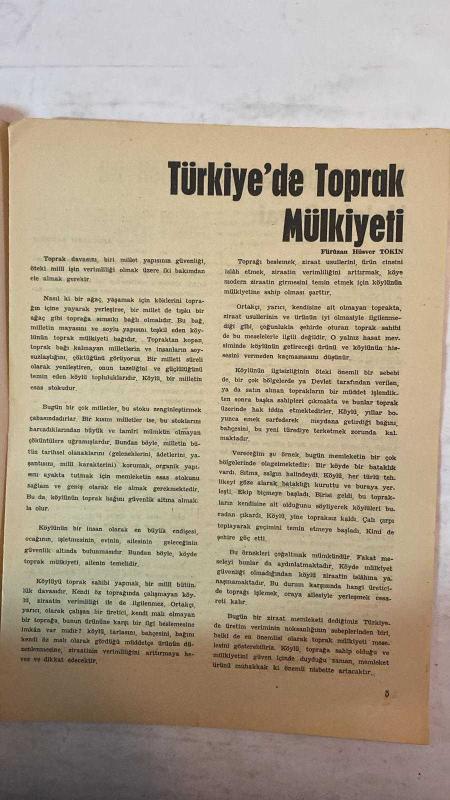 Türkiye'de Toprak
Mülkiyeti
Fürüzan Hüsrev TÖKİN
Toprak davasını, biri millet yapısının güvenliği,
öteki millî işin verimliliği olmak üzere iki bakımdan
ele almak gerekir.
Nasıl ki bir ağaç, yaşamak için köklerini topra-
ğın içine yayarak yerleşirse, bir millet de tıpkı bir
ağaç gibi toprağa sımsıkı bağlı olmalıdır. Bu bağ,
milletin mayasını ve soylu yapısını teşkil eden köy-
lünün toprak mülkiyeti bağıdır. Topraktan kopan,
toprak bağı kalmayan milletlerin ve insanların soy-
suzlaştığını, çöktüğünü görüyoruz. Bir milleti süreli
olarak yenileştiren, onun tazeliğini ve güçlülüğünü
temin eden köylü topluluklarıdır. Köylü, bir milletin
esas stokudur.
Bugün bir çok milletler, bu stoku zenginleştirmek
çabasındadırlar. Bir kısım milletler ise, bu stoklarını
harcadıklarından büyük ve tamiri mümkün olmayan
çöküntülere uğramışlardır. Bundan böyle, milletin bü-
tün tarihsel olanaklarını (geleneklerini, âdetlerini, ya-
şantısını, millî karakterini) korumak, organik yapı-
sını ayakta tutmak için memleketin esas stokunu
sağlam ve geniş olarak ele almak gerekmektedir.
Bu da, köylünün toprak bağını güvenlik altına almak
la olur.
Köylünün bir insan olarak en büyük endişesi,
ocağının, işletmesinin, evinin, ailesinin geleceğinin
güvenlik altında bulunmasıdır. Bundan böyle, köyde
toprak mülkiyeti, ailenin temelidir.
Köylüyü toprak sahibi yapmak, bir millî bütün
lük davasıdır. Kendi öz toprağında çalışmayan köy-
lü, ziraatin verimliliği ile de ilgilenmez. Ortakçı,
yarıcı, olarak çalışan bir üretici, kendi malı olmayan
bir toprağa, bunun ürününe karşı bir ilgi beslemesine
imkân var mıdır? köylü, tarlasını, bahçesini, bağını
kendi öz malı olarak gördüğü müddetçe ürünün dü-
zenlenmesine, ziraatinin verimliliğini artırmaya he-
ves ve dikkat edecektir.
Toprağı beslemek, ziraat usullerini, ürün cinsini
islâh etmek, ziraatin verimliliğini artırmak, köye
modern ziraatin girmesini temin etmek için köylünün
mülkiyetine sahip olması şarttır.
Ortakçı, yarıcı, kendisine ait olmayan toprakta,
ziraat usullerinin ve ürünün iyi olmasiyle ilgilenme-
diği gibi, çoğunlukla şehirde oturan toprak sahibi
de bu meselelerle ilgili değildir. O yalnız hasat mev-
siminde köylünün getireceği ürünü ve köylünün his-
sesini vermeden kaçmamasını düşünür.
Köylünün ilgisizliğinin öteki önemli bir sebebi
de, bir çok bölgelerde ya Devlet tarafından verilen,
ya da satın alınan toprakların bir müddet işlendik-
ten sonra başka sahipleri çıkmakta ve bunlar toprak
üzerinde hak iddia etmektedirler. Köylü, yıllar bo-
yunca emek sarfederek meydana getirdiği bağını,
bahçesini, bu yeni türediye terketmek zorunda kal-
maktadır.
Vereceğim şu örnek, bugün memleketin bir çok
bölgelerinde olagelmektedir: Bir köyde bir bataklık
vardı. Sıtma, salgın halindeydi. Köylü, her türlü teh-
likeyi göze alarak bataklığı kuruttu ve buraya yer-
leşti. Ekip biçmeye başladı. Birisi geldi, bu toprak-
ların kendisine ait olduğunu söyliyerek köylüleri bu-
radan çıkardı. Köylü, yine topraksız kaldı. Çalı çırpı
toplayarak geçimini temin etmeye başladı. Kimi de
şehire göç etti.
Bu örnekleri çoğaltmak mümkündür. Fakat me-
seleyi bunlar da aydınlatmaktadır. Köyde mülkiyet
güvenliği olmadığından köylü ziraatin islâhına ya-
naşmamaktadır. Bu durum karşısında hangi üretici-
de toprağı işlemek, oraya ailesiyle yerleşmek cesa-
reti kalır.
Bugün bir ziraat memleketi dediğimiz Türkiye-
de üretim veriminin noksanlığının sebeplerinden biri,
belki de en önemlisi olarak toprak mülkiyeti mese-
lesini gösterebiliriz. Köylü, toprağa sahip olduğu ve
mülkiyetini güven içinde duyduğu zaman, memleket
ürünü muhakkak ki önemli nisbette artacaktır.
5